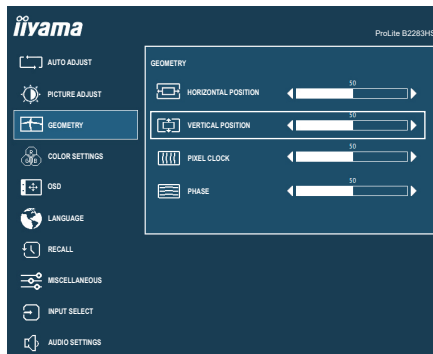 iiyama
ProLite B2283HS
AUTO ADJUST
PICTURE ADJUST
GEOMETRY
COLOR SETTINGS
OSD
LANGUAGE
RECALL
MISCELLANEOUS
INPUT SELECT
AUDIO SETTINGS
GEOMETRY
HORIZONTAL POSITION
50
VERTICAL POSITION
50
PIXEL CLOCK
50
PHASE
50